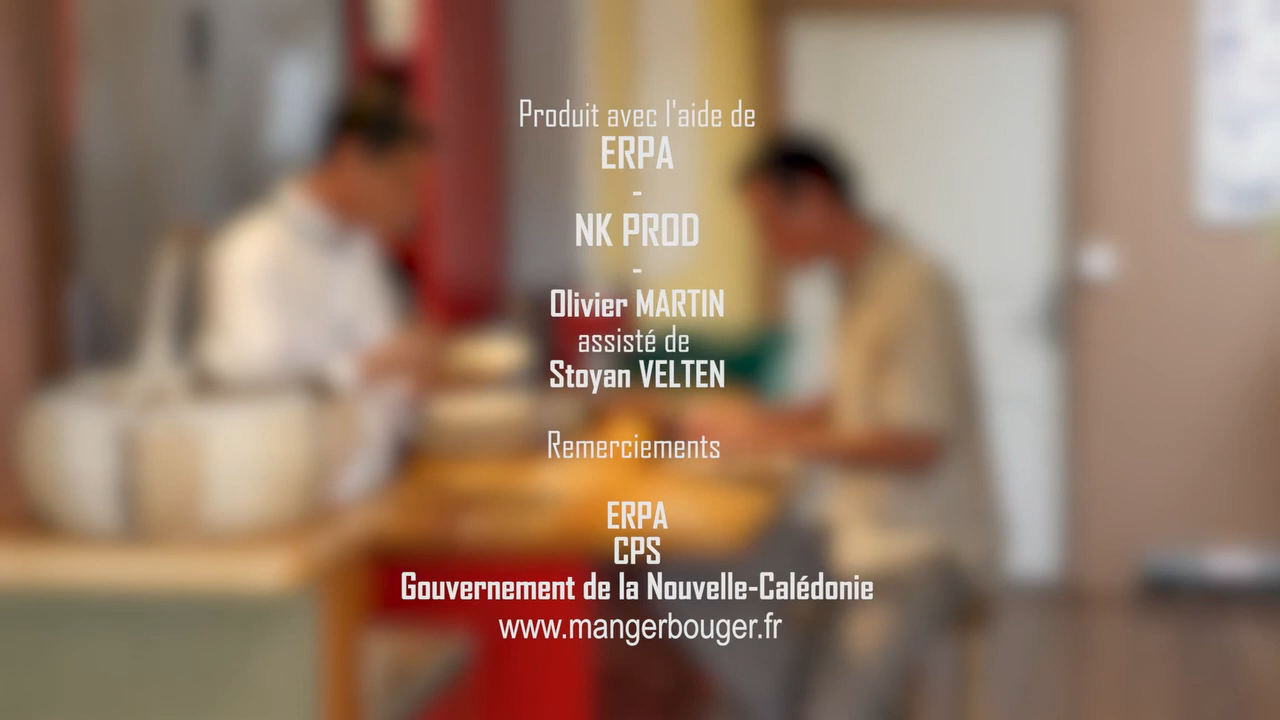 Produit avec l'aide de
ERPA
-
NK PROD
-
Olivier MARTIN
assisté de
Stoyan VELTEN
Remerciements
ERPA
CPS
Gouvernement de la Nouvelle-Calédonie
www.mangerbouger.fr